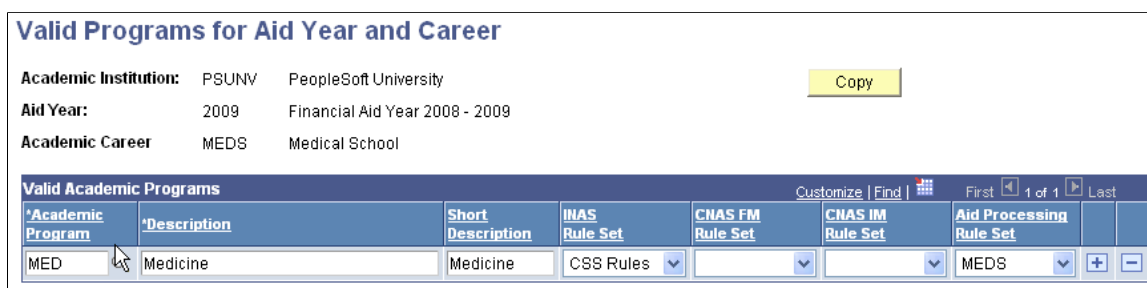 Valid Programs for Aid Year and Career
Academic Institution: PSUNV PeopleSoft University
Copy
Aid Year: 2009 Financial Aid Year 2008 - 2009
Academic Career MEDS Medical School
Valid Academic Programs Customize | Find | First 1 of 1 Last
*Academic Program *Description Short Description INAS Rule Set CNAS FM Rule Set CNAS IM Rule Set Aid Processing Rule Set
MED Medicine Medicine CSS Rules MEDS